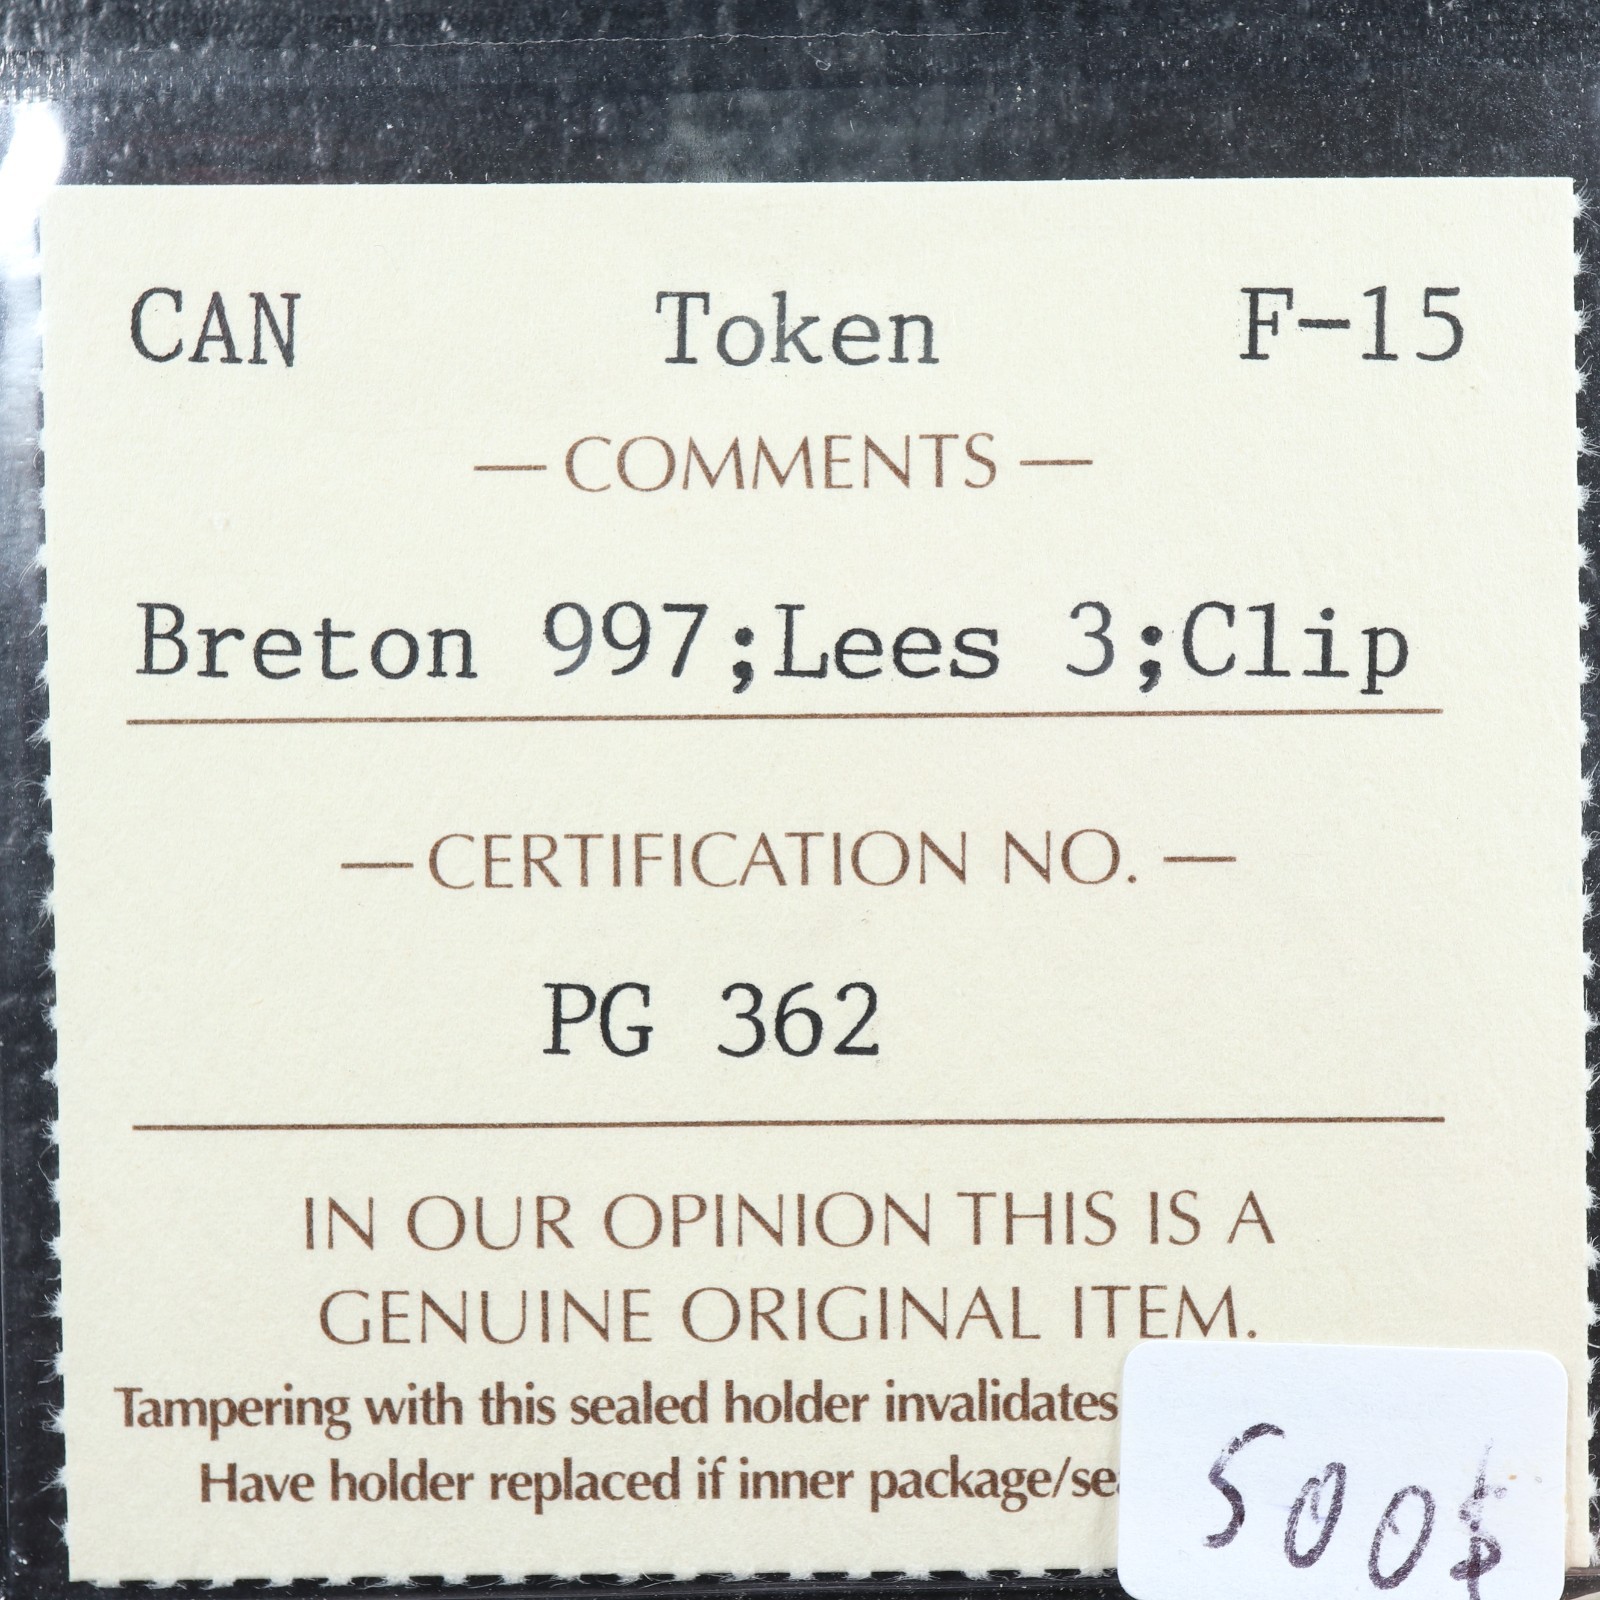 CAN Token F-15
— COMMENTS —
Breton 997;Lees 3;Clip
— CERTIFICATION NO. —
PG 362
IN OUR OPINION THIS IS A
GENUINE ORIGINAL ITEM.
Tampering with this sealed holder invalidates
Have holder replaced if inner package/se
500$